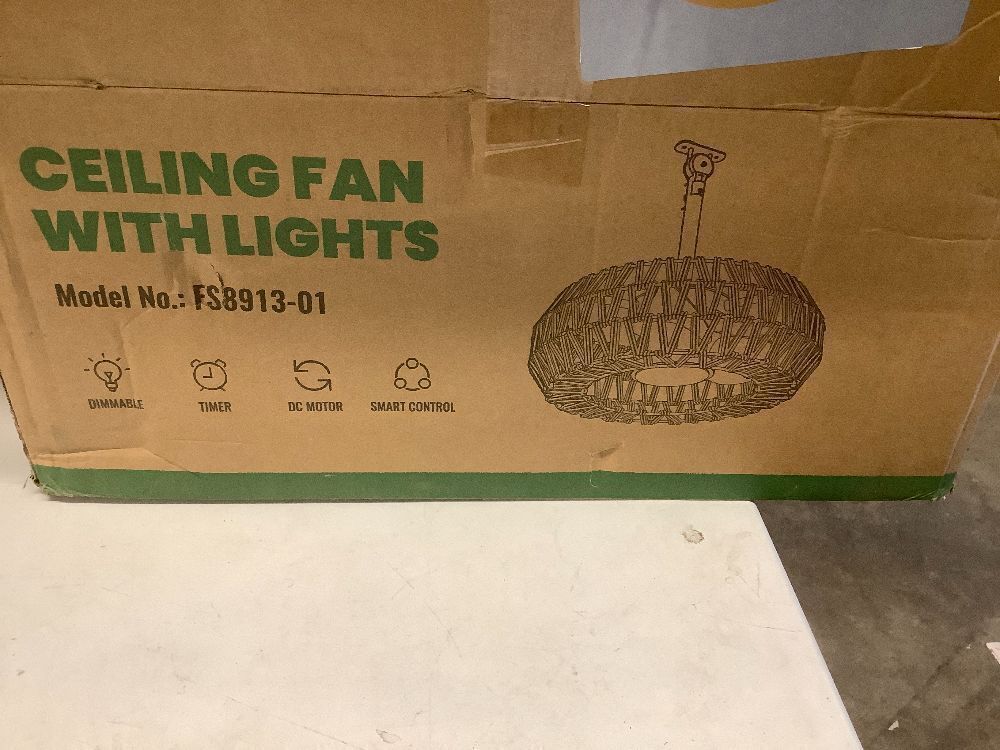 CEILING FAN
WITH LIGHTS
Model No.: FS8913-01
DIMMABLE
TIMER
DC MOTOR
SMART CONTROL